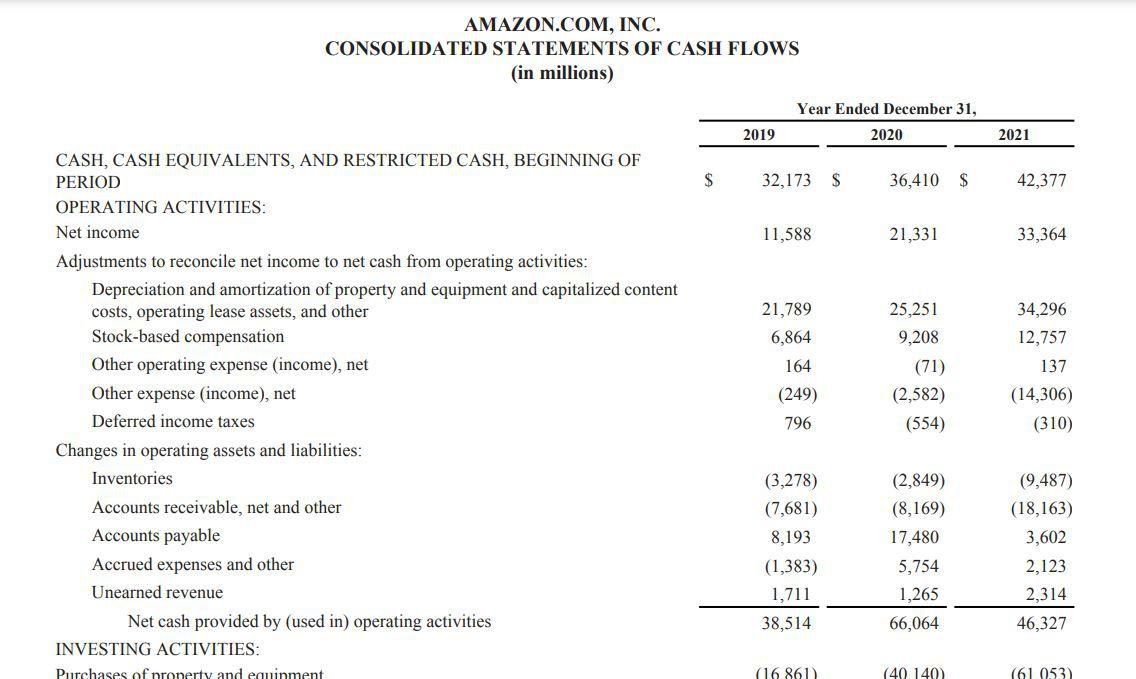 AMAZON.COM, INC.
CONSOLIDATED STATEMENTS OF CASH FLOWS
(in millions)
Year Ended December 31,
2019 2020 2021
CASH, CASH EQUIVALENTS, AND RESTRICTED CASH, BEGINNING OF
PERIOD $ 32,173 $ 36,410 $ 42,377
OPERATING ACTIVITIES:
Net income 11,588 21,331 33,364
Adjustments to reconcile net income to net cash from operating activities:
Depreciation and amortization of property and equipment and capitalized content
costs, operating lease assets, and other 21,789 25,251 34,296
Stock-based compensation 6,864 9,208 12,757
Other operating expense (income), net 164 (71) 137
Other expense (income), net (249) (2,582) (14,306)
Deferred income taxes 796 (554) (310)
Changes in operating assets and liabilities:
Inventories (3,278) (2,849) (9,487)
Accounts receivable, net and other (7,681) (8,169) (18,163)
Accounts payable 8,193 17,480 3,602
Accrued expenses and other (1,383) 5,754 2,123
Unearned revenue 1,711 1,265 2,314
Net cash provided by (used in) operating activities 38,514 66,064 46,327
INVESTING ACTIVITIES:
Purchases of property and equipment (16,861) (40,140) (61,053)